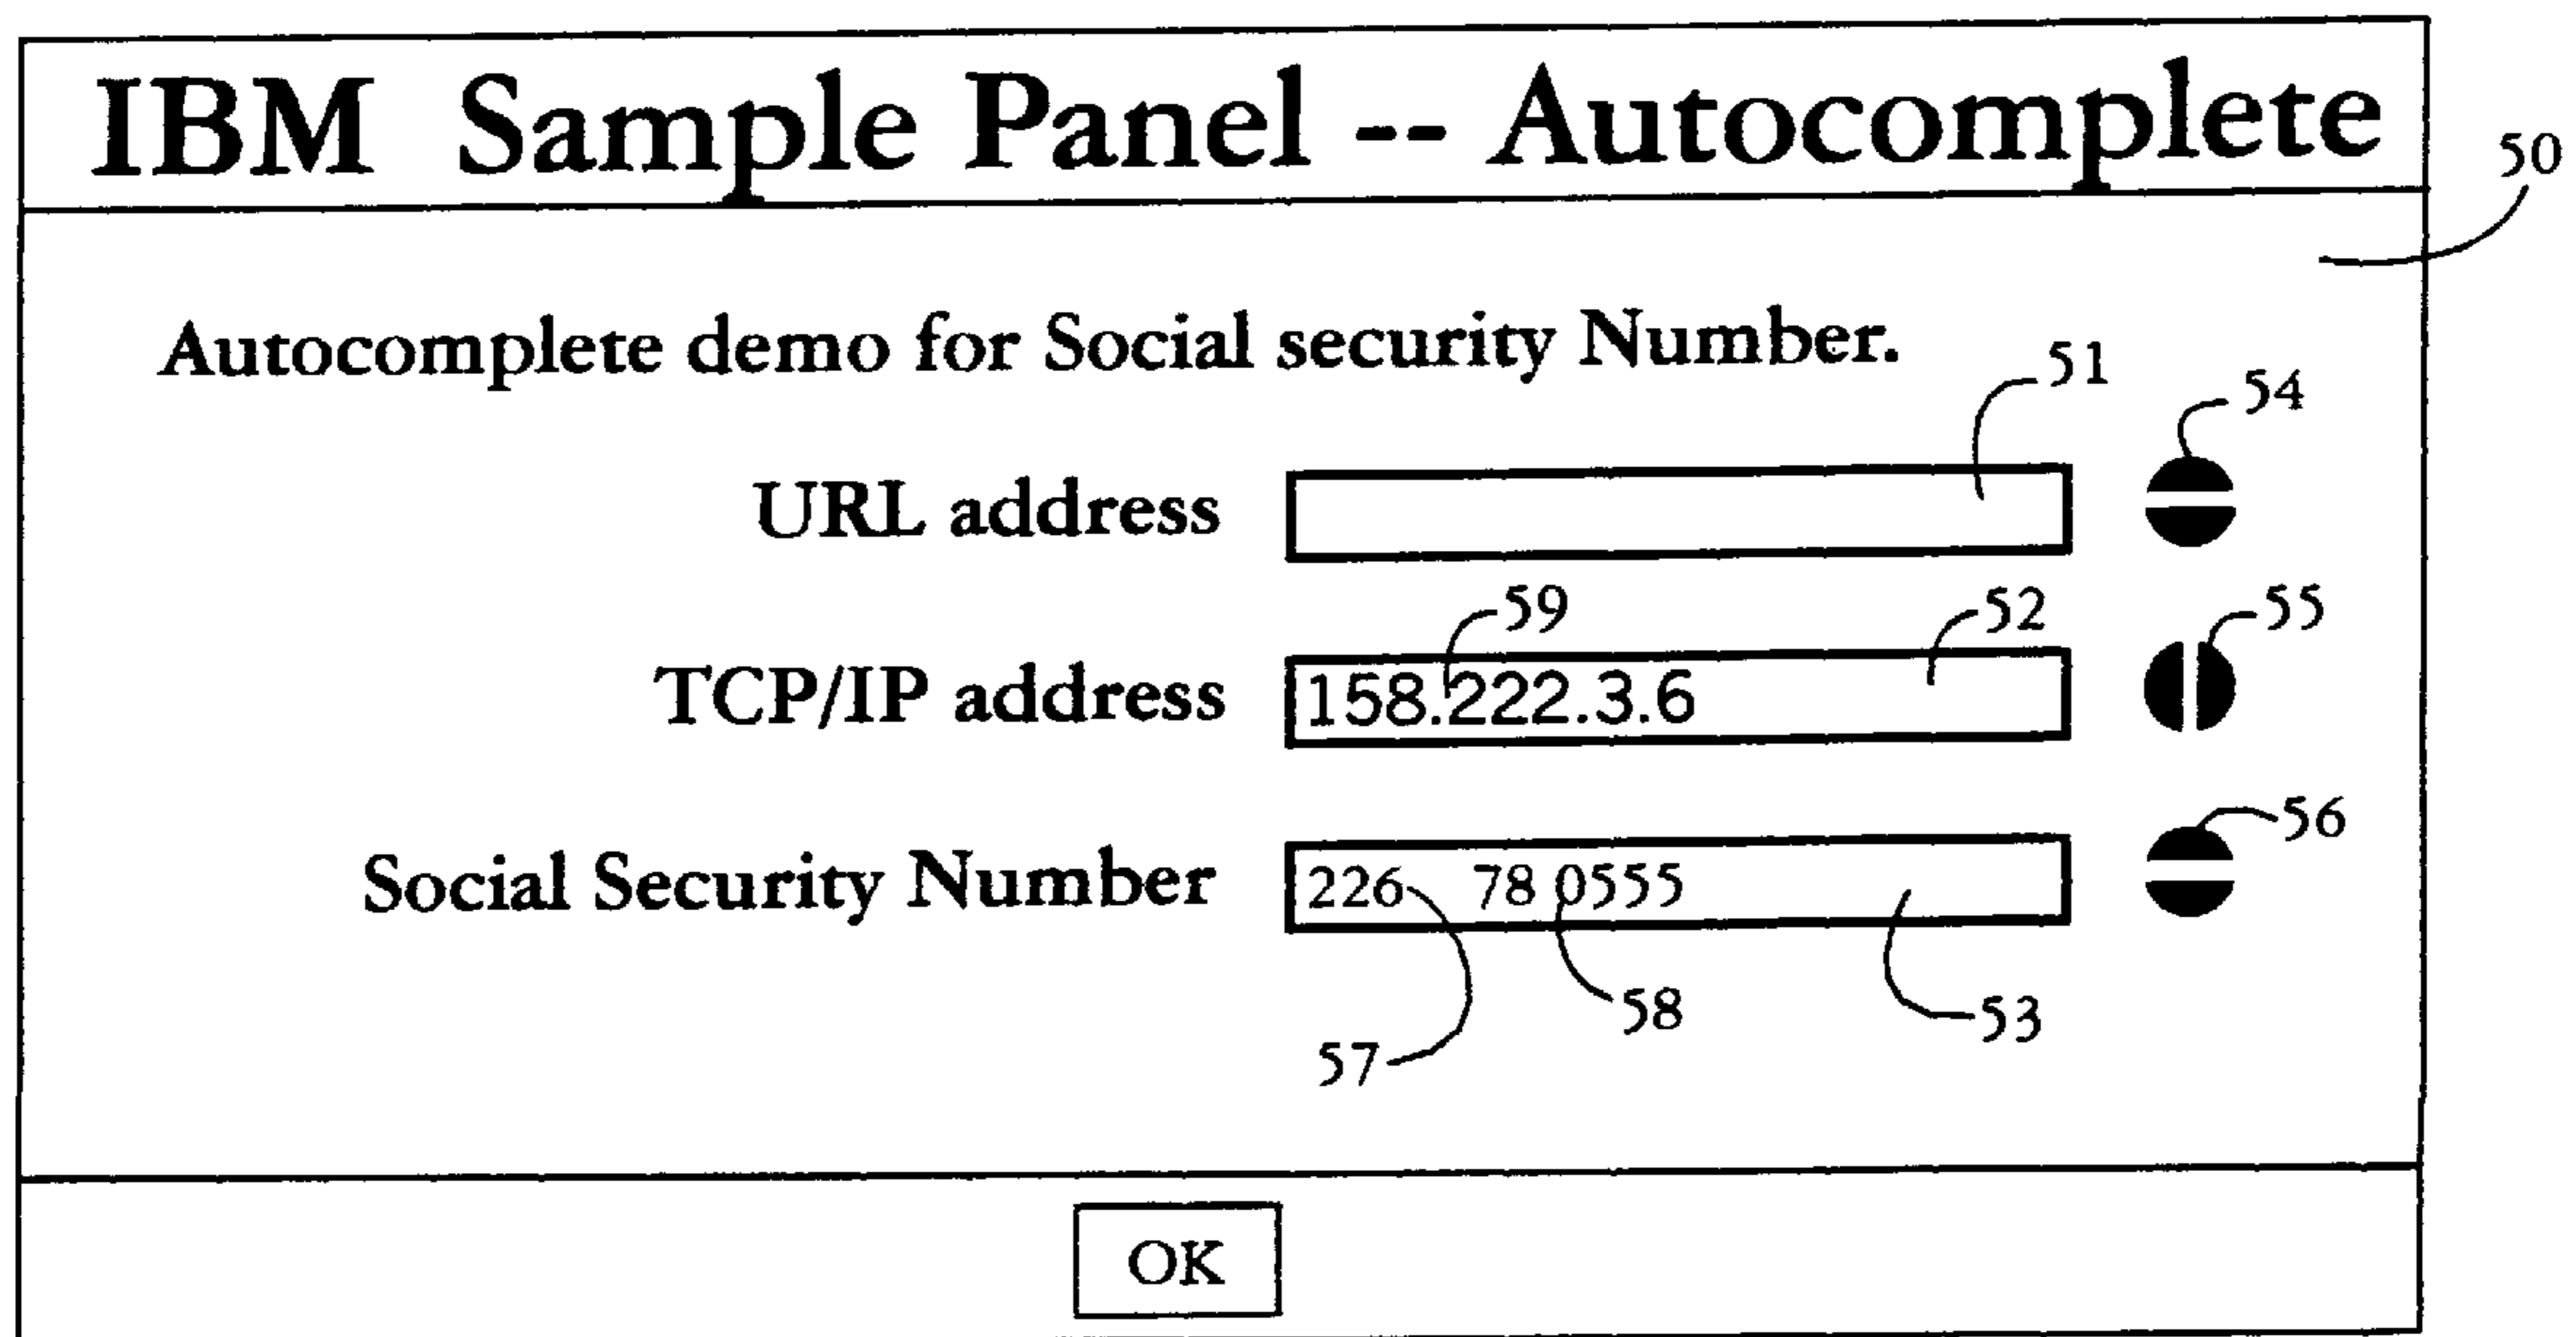 IBM Sample Panel -- Autocomplete
50
Autocomplete demo for Social security Number.
51
54
URL address
59
52
55
TCP/IP address 158.222.3.6
56
Social Security Number 226 78 0555
58
53
57
OK